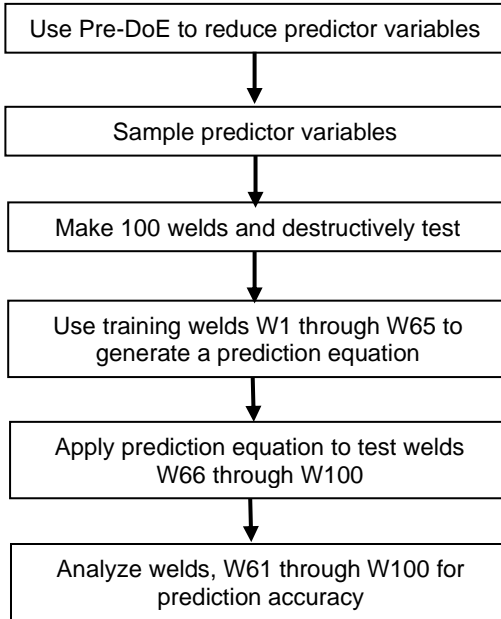 Use Pre-DoE to reduce predictor variables
Sample predictor variables
Make 100 welds and destructively test
Use training welds W1 through W65 to
generate a prediction equation
Apply prediction equation to test welds
W66 through W100
Analyze welds, W61 through W100 for
prediction accuracy